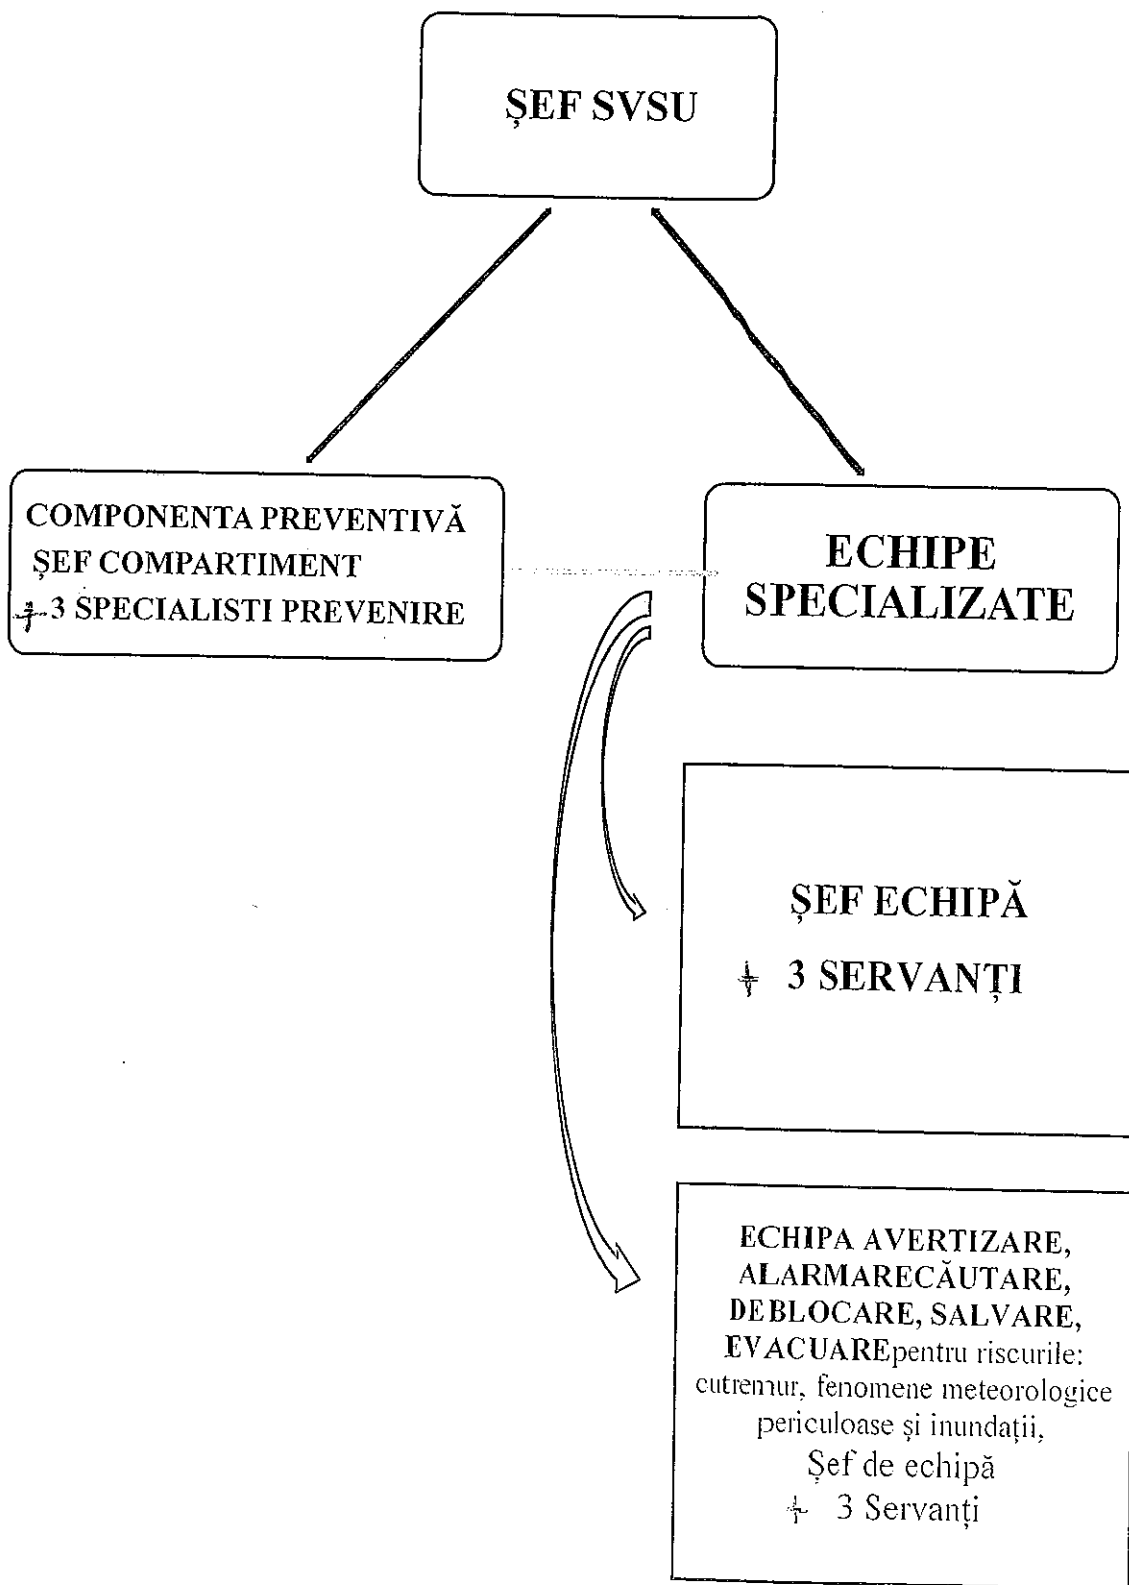 ȘEF SVSU
COMPONENTA PREVENTIVĂ
ȘEF COMPARTIMENT
+ 3 SPECIALISTI PREVENIRE
ECHIPE
SPECIALIZATE
ȘEF ECHIPĂ
+ 3 SERVANȚI
ECHIPA AVERTIZARE,
ALARMARECĂUTARE,
DEBLOCARE, SALVARE,
EVACUAREpentru riscurile:
cutremur, fenomene meteorologice
periculoase și inundații,
Șef de echipă
+ 3 Servanți